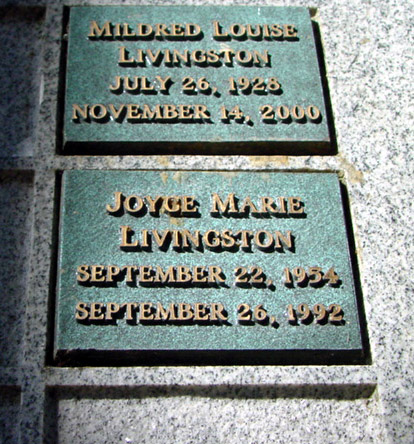 Mildred Louise
Livingston
July 26, 1928
November 14, 2000
Joyce Marie
Livingston
September 22, 1954
September 26, 1992